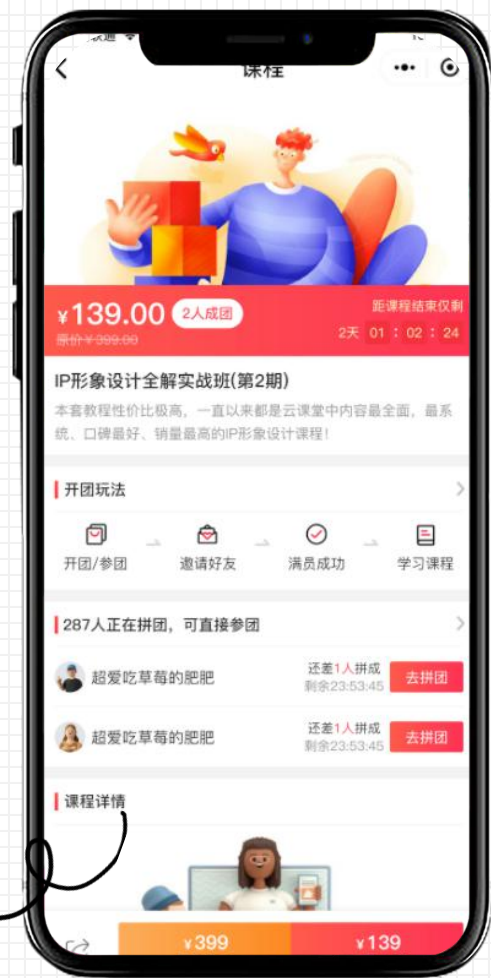 课程
¥139.00 2人成团
距课程结束仅剩
原价¥399.00
2天 01 : 02 : 24
IP形象设计全解实战班(第2期)
本套教程性价比极高，一直以来都是云课堂中内容最全面，最系
统、口碑最好、销量最高的IP形象设计课程！
开团玩法
开团/参团 邀请好友 满员成功 学习课程
287人正在拼团，可直接参团
超爱吃草莓的肥肥 还差1人拼成 去拼团
剩余23:53:45
超爱吃草莓的肥肥 还差1人拼成 去拼团
剩余23:53:45
课程详情
¥399 ¥139